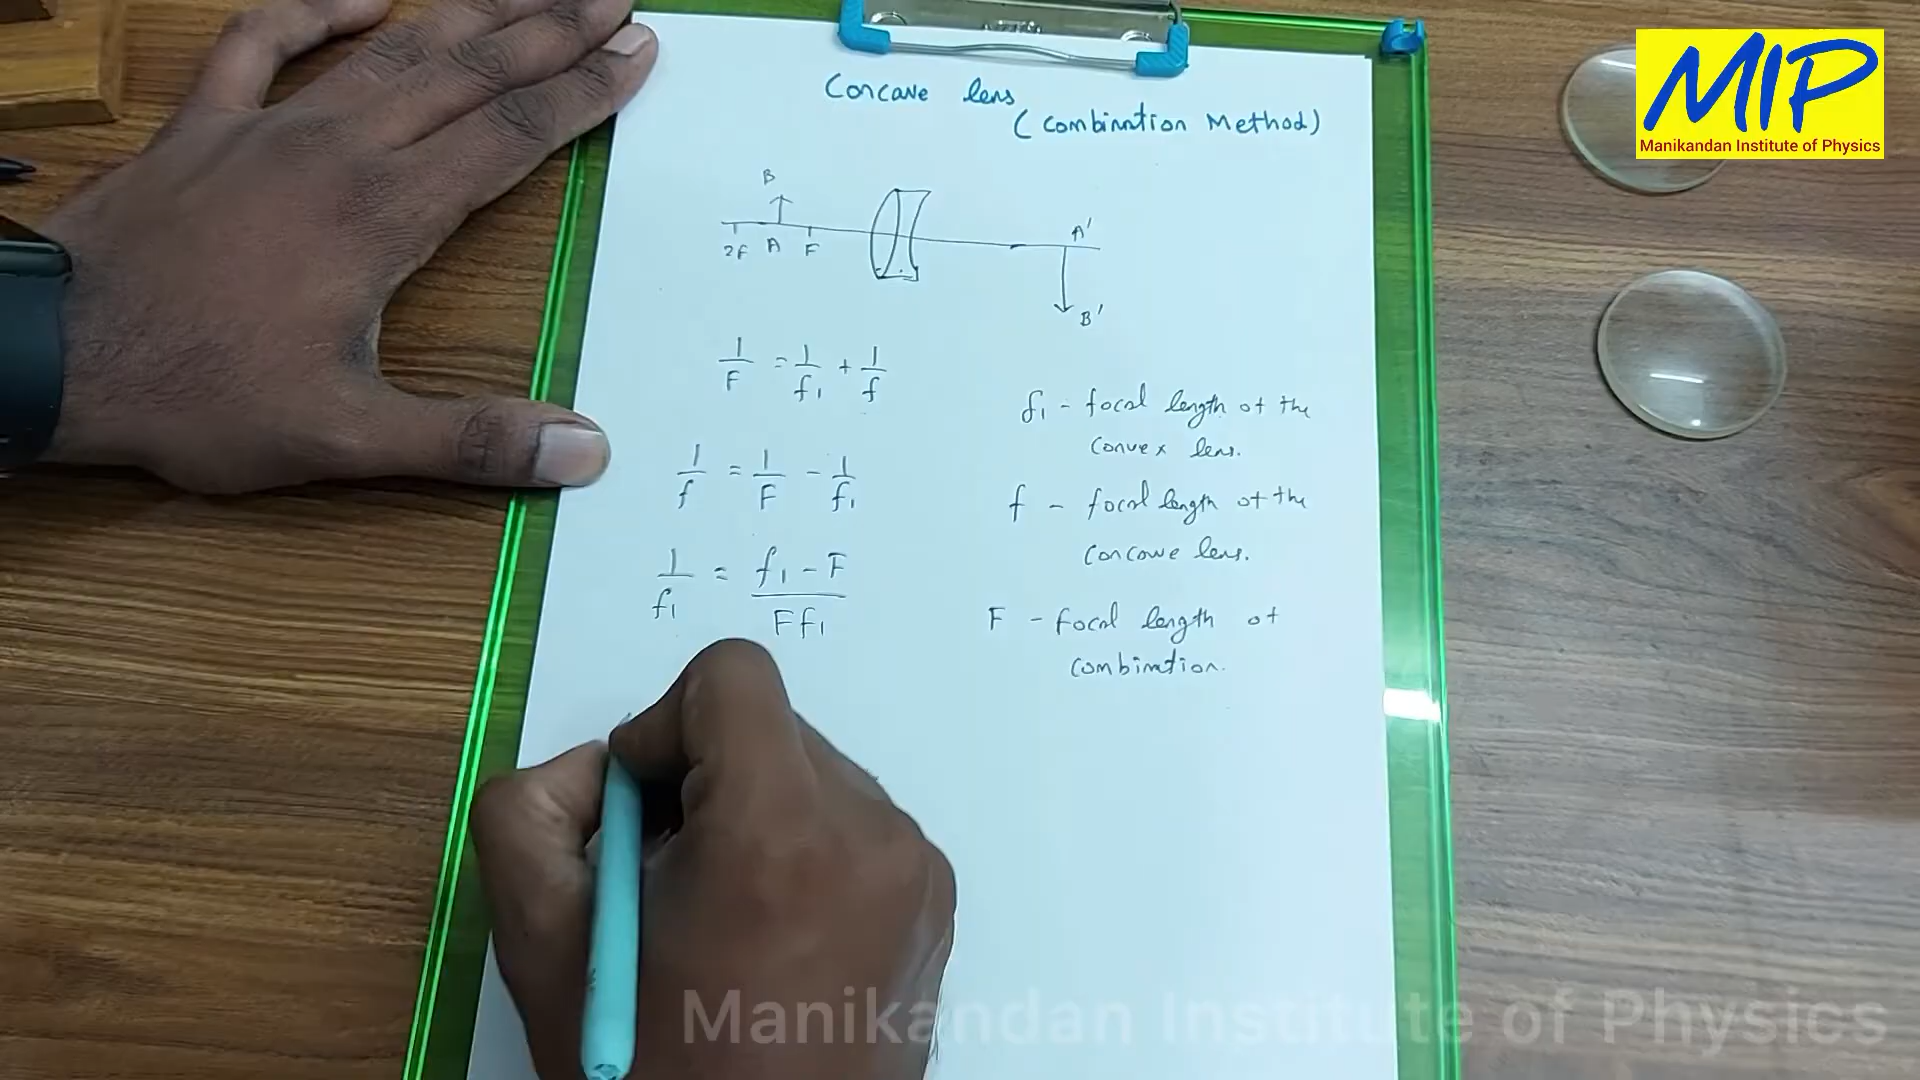 MIP
Manikandan Institute of Physics
Concave lens
(Combination Method)
B
2F A F
A'
B'
1/F = 1/f₁ + 1/f
1/f = 1/F - 1/f₁
1/f₁ = (f₁ - F)/(F f₁)
f₁ - focal length of the
convex lens.
f - focal length of the
concave lens.
F - focal length of
combination.
Manikandan Institute of Physics